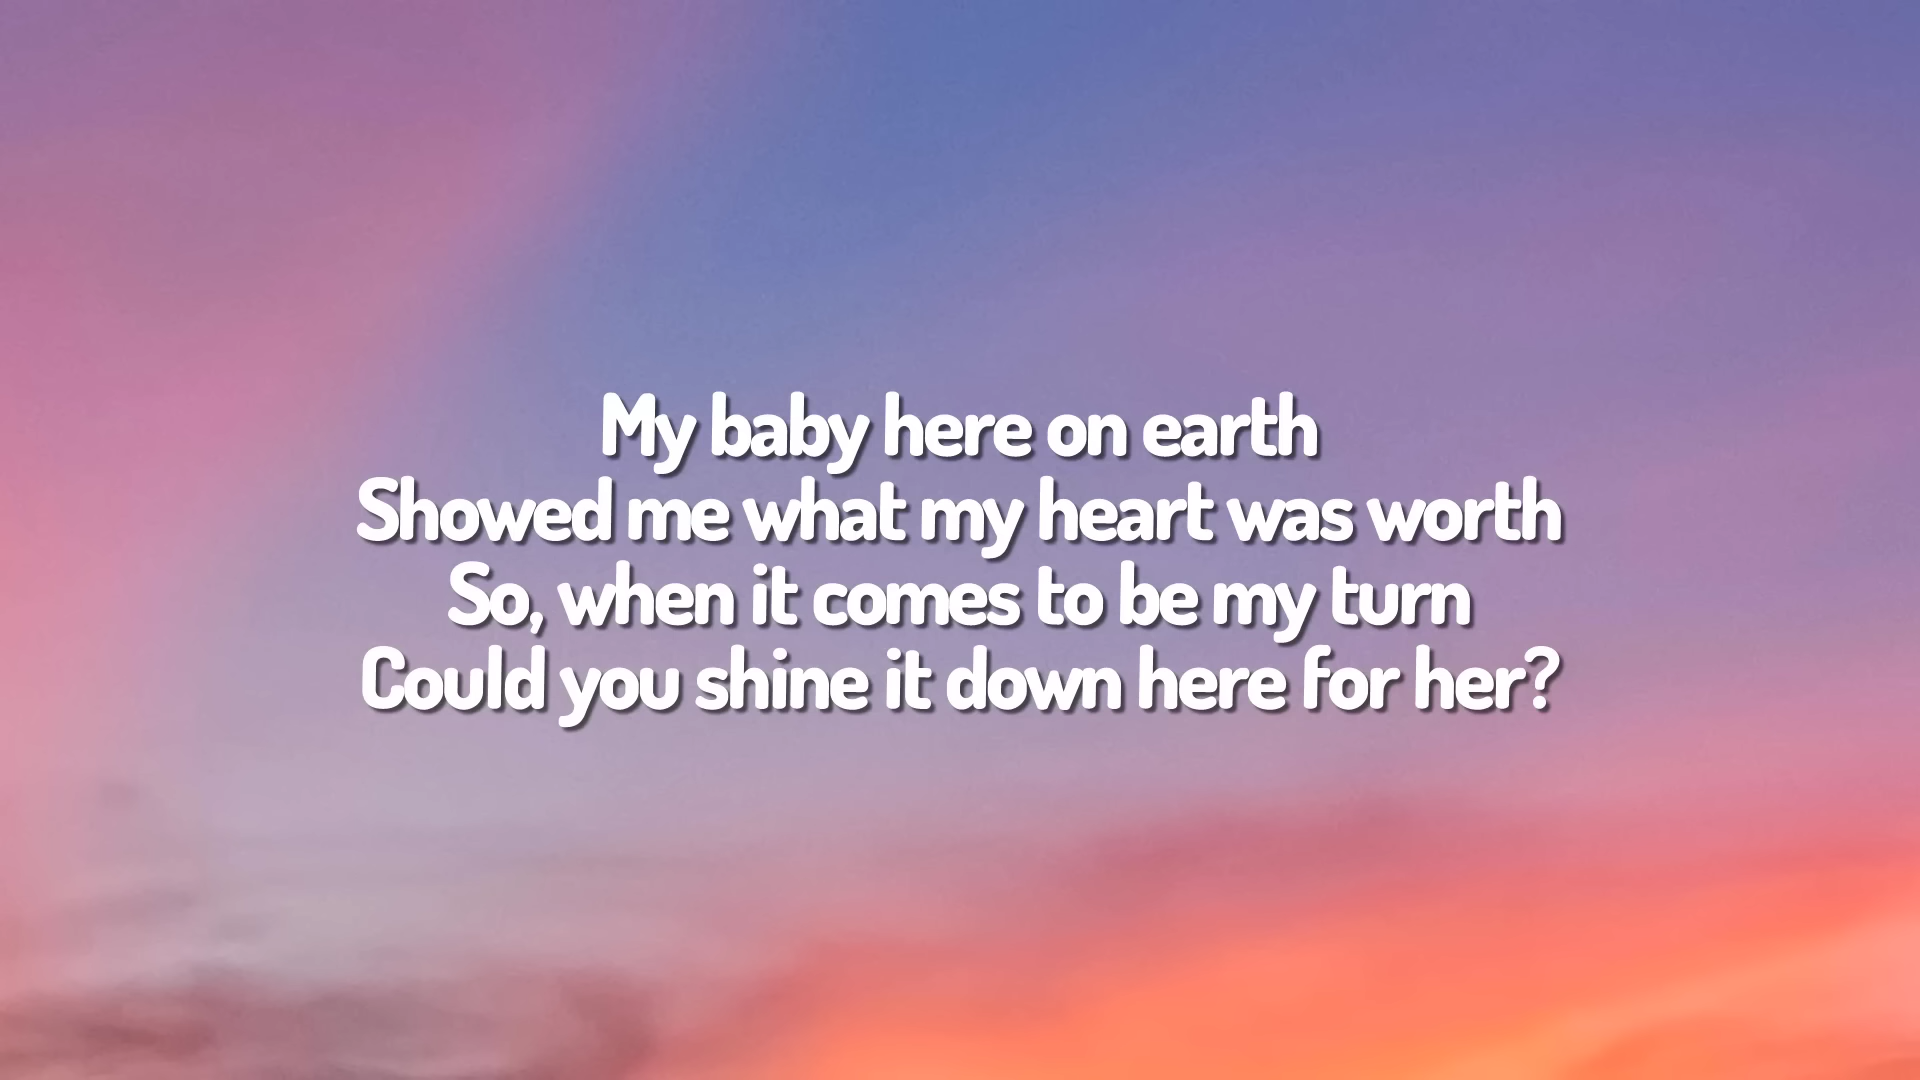 My baby here on earth
Showed me what my heart was worth
So, when it comes to be my turn
Could you shine it down here for her?